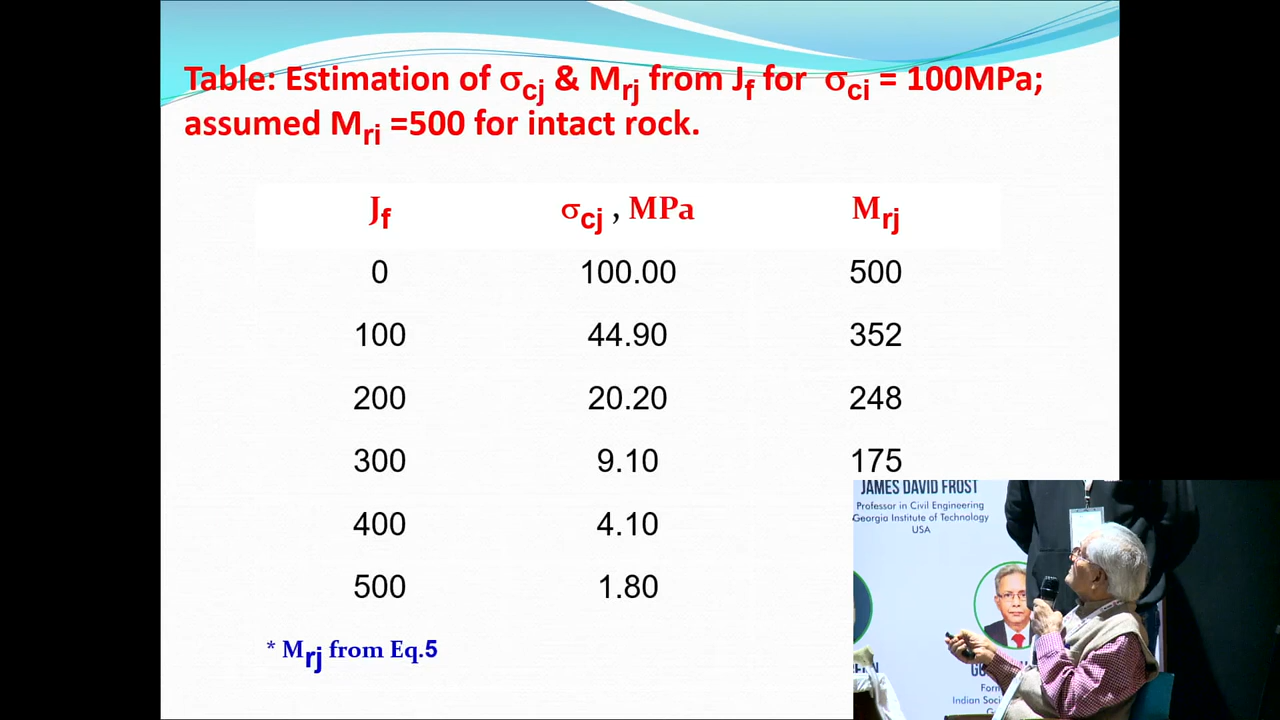 Table: Estimation of σcj & Mrj from Jf for σci = 100MPa;
assumed Mri =500 for intact rock.
Jf σcj , MPa Mrj
0 100.00 500
100 44.90 352
200 20.20 248
300 9.10 175
400 4.10
500 1.80
* Mrj from Eq.5
JAMES DAVID FROST
Professor in Civil Engineering
Georgia Institute of Technology
USA
Indian